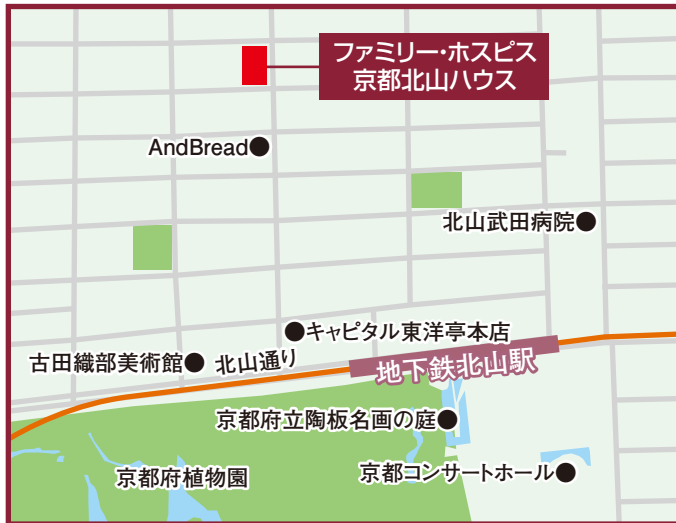 ファミリー・ホスピス
京都北山ハウス
AndBread
北山武田病院
キャピタル東洋亭本店
古田織部美術館
北山通り
地下鉄北山駅
京都府立陶板名画の庭
京都府植物園
京都コンサートホール